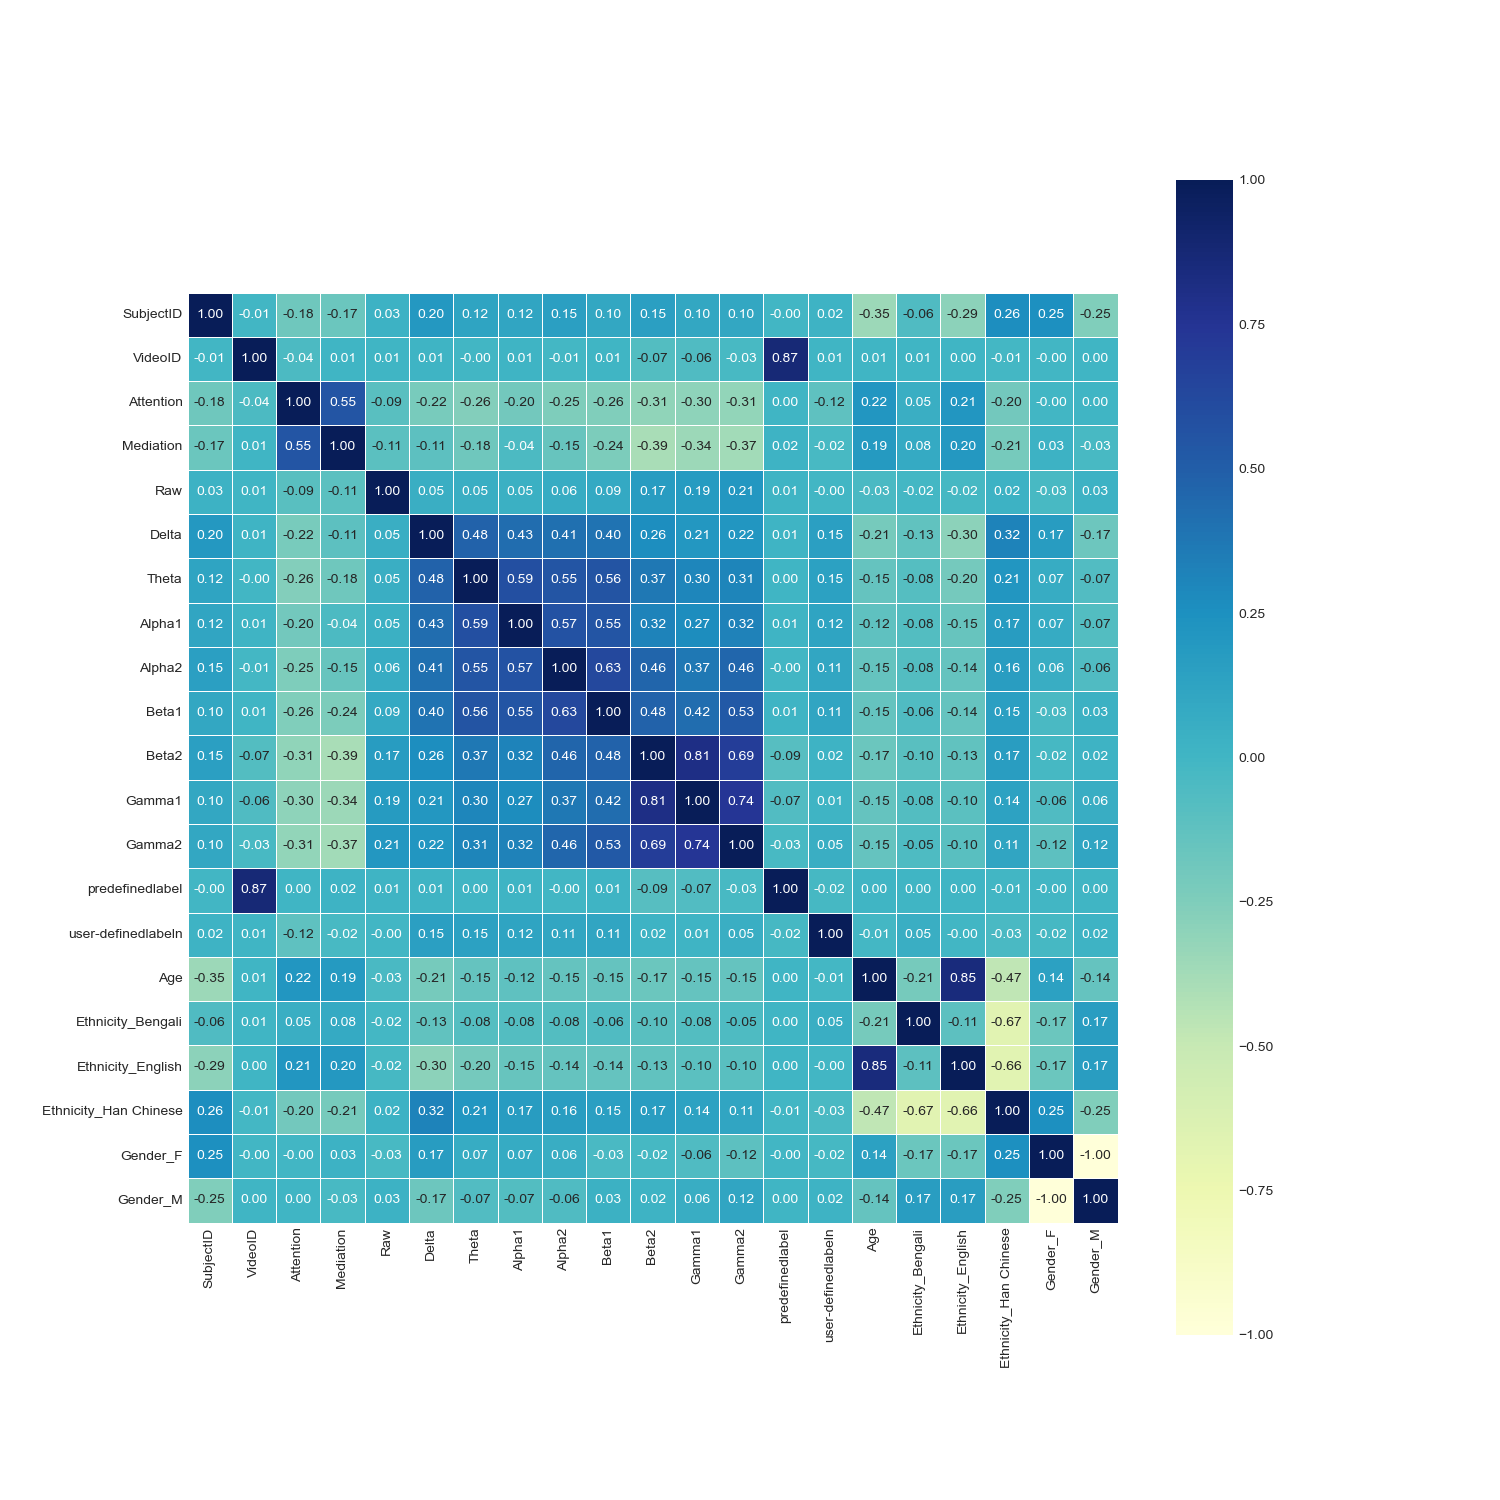 SubjectID 1.00 -0.01 -0.18 -0.17 0.03 0.20 0.12 0.12 0.15 0.10 0.15 0.10 0.10 -0.00 0.02 -0.35 -0.06 -0.29 0.26 0.25 -0.25
VideoID -0.01 1.00 -0.04 0.01 0.01 0.01 -0.00 0.01 -0.01 0.01 -0.07 -0.06 -0.03 0.87 0.01 0.01 0.01 0.00 -0.01 -0.00 0.00
Attention -0.18 -0.04 1.00 0.55 -0.09 -0.22 -0.26 -0.20 -0.25 -0.26 -0.31 -0.30 -0.31 0.00 -0.12 0.22 0.05 0.21 -0.20 -0.00 0.00
Mediation -0.17 0.01 0.55 1.00 -0.11 -0.11 -0.18 -0.04 -0.15 -0.24 -0.39 -0.34 -0.37 0.02 -0.02 0.19 0.08 0.20 -0.21 0.03 -0.03
Raw 0.03 0.01 -0.09 -0.11 1.00 0.05 0.05 0.05 0.06 0.09 0.17 0.19 0.21 0.01 -0.00 -0.03 -0.02 -0.02 0.02 -0.03 0.03
Delta 0.20 0.01 -0.22 -0.11 0.05 1.00 0.48 0.43 0.41 0.40 0.26 0.21 0.22 0.01 0.15 -0.21 -0.13 -0.30 0.32 0.17 -0.17
Theta 0.12 -0.00 -0.26 -0.18 0.05 0.48 1.00 0.59 0.55 0.56 0.37 0.30 0.31 0.00 0.15 -0.15 -0.08 -0.20 0.21 0.07 -0.07
Alpha1 0.12 0.01 -0.20 -0.04 0.05 0.43 0.59 1.00 0.57 0.55 0.32 0.27 0.32 0.01 0.12 -0.12 -0.08 -0.15 0.17 0.07 -0.07
Alpha2 0.15 -0.01 -0.25 -0.15 0.06 0.41 0.55 0.57 1.00 0.63 0.46 0.37 0.46 -0.00 0.11 -0.15 -0.08 -0.14 0.16 0.06 -0.06
Beta1 0.10 0.01 -0.26 -0.24 0.09 0.40 0.56 0.55 0.63 1.00 0.48 0.42 0.53 0.01 0.11 -0.15 -0.06 -0.14 0.15 -0.03 0.03
Beta2 0.15 -0.07 -0.31 -0.39 0.17 0.26 0.37 0.32 0.46 0.48 1.00 0.81 0.69 -0.09 0.02 -0.17 -0.10 -0.13 0.17 -0.02 0.02
Gamma1 0.10 -0.06 -0.30 -0.34 0.19 0.21 0.30 0.27 0.37 0.42 0.81 1.00 0.74 -0.07 0.01 -0.15 -0.08 -0.10 0.14 -0.06 0.06
Gamma2 0.10 -0.03 -0.31 -0.37 0.21 0.22 0.31 0.32 0.46 0.53 0.69 0.74 1.00 -0.03 0.05 -0.15 -0.05 -0.10 0.11 -0.12 0.12
predefinedlabel -0.00 0.87 0.00 0.02 0.01 0.01 0.00 0.01 -0.00 0.01 -0.09 -0.07 -0.03 1.00 -0.02 0.00 0.00 0.00 -0.01 -0.00 0.00
user-definedlabeln 0.02 0.01 -0.12 -0.02 -0.00 0.15 0.15 0.12 0.11 0.11 0.02 0.01 0.05 -0.02 1.00 -0.01 0.05 -0.00 -0.03 -0.02 0.02
Age -0.35 0.01 0.22 0.19 -0.03 -0.21 -0.15 -0.12 -0.15 -0.15 -0.17 -0.15 -0.15 0.00 -0.01 1.00 -0.21 0.85 -0.47 0.14 -0.14
Ethnicity_Bengali -0.06 0.01 0.05 0.08 -0.02 -0.13 -0.08 -0.08 -0.08 -0.06 -0.10 -0.08 -0.05 0.00 0.05 -0.21 1.00 -0.11 -0.67 -0.17 0.17
Ethnicity_English -0.29 0.00 0.21 0.20 -0.02 -0.30 -0.20 -0.15 -0.14 -0.14 -0.13 -0.10 -0.10 0.00 -0.00 0.85 -0.11 1.00 -0.66 -0.17 0.17
Ethnicity_Han Chinese 0.26 -0.01 -0.20 -0.21 0.02 0.32 0.21 0.17 0.16 0.15 0.17 0.14 0.11 -0.01 -0.03 -0.47 -0.67 -0.66 1.00 0.25 -0.25
Gender_F 0.25 -0.00 -0.00 0.03 -0.03 0.17 0.07 0.07 0.06 -0.03 -0.02 -0.06 -0.12 -0.00 -0.02 0.14 -0.17 -0.17 0.25 1.00 -1.00
Gender_M -0.25 0.00 0.00 -0.03 0.03 -0.17 -0.07 -0.07 -0.06 0.03 0.02 0.06 0.12 0.00 0.02 -0.14 0.17 0.17 -0.25 -1.00 1.00
SubjectID
VideoID
Attention
Mediation
Raw
Delta
Theta
Alpha1
Alpha2
Beta1
Beta2
Gamma1
Gamma2
predefinedlabel
user-definedlabeln
Age
Ethnicity_Bengali
Ethnicity_English
Ethnicity_Han Chinese
Gender_F
Gender_M
1.00
0.75
0.50
0.25
0.00
−0.25
−0.50
−0.75
−1.00